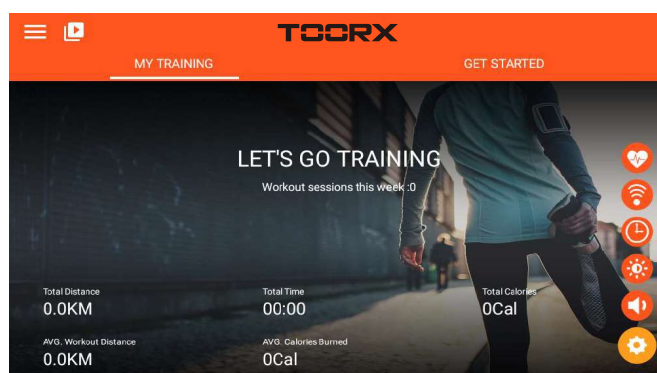 TOORX
MY TRAINING
GET STARTED
LET'S GO TRAINING
Workout sessions this week :0
Total Distance
0.0KM
Total Time
00:00
Total Calories
0Cal
AVG. Workout Distance
0.0KM
AVG. Calories Burned
0Cal